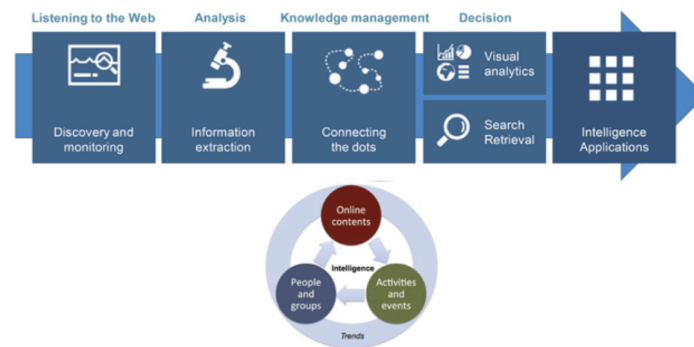 Listening to the Web
Analysis
Knowledge management
Decision
Discovery and
monitoring
Information
extraction
Connecting
the dots
Visual
analytics
Search
Retrieval
Intelligence
Applications
Online
contents
Intelligence
People
and
groups
Activities
and
events
Trends